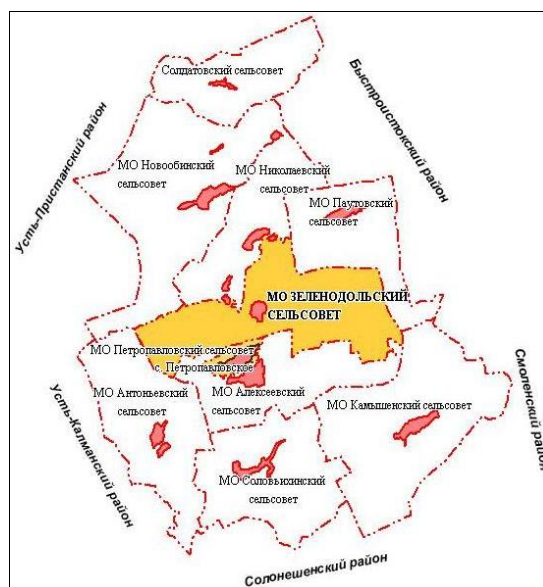 Солдатовский сельсовет
Быстроистокский район
Усть-Пристанский район
МО Новообинский
сельсовет
МО Николаевский
сельсовет
МО Паутовский
сельсовет
МО ЗЕЛЕНОДОЛЬСКИЙ
СЕЛЬСОВЕТ
МО Петропавловский сельсовет
с. Петропавловское
МО Антоньевский
сельсовет
МО Алексеевский
сельсовет
МО Камышенский сельсовет
Смоленский район
Усть-Калманский район
МО Соловьихинский
сельсовет
Солонешенский район